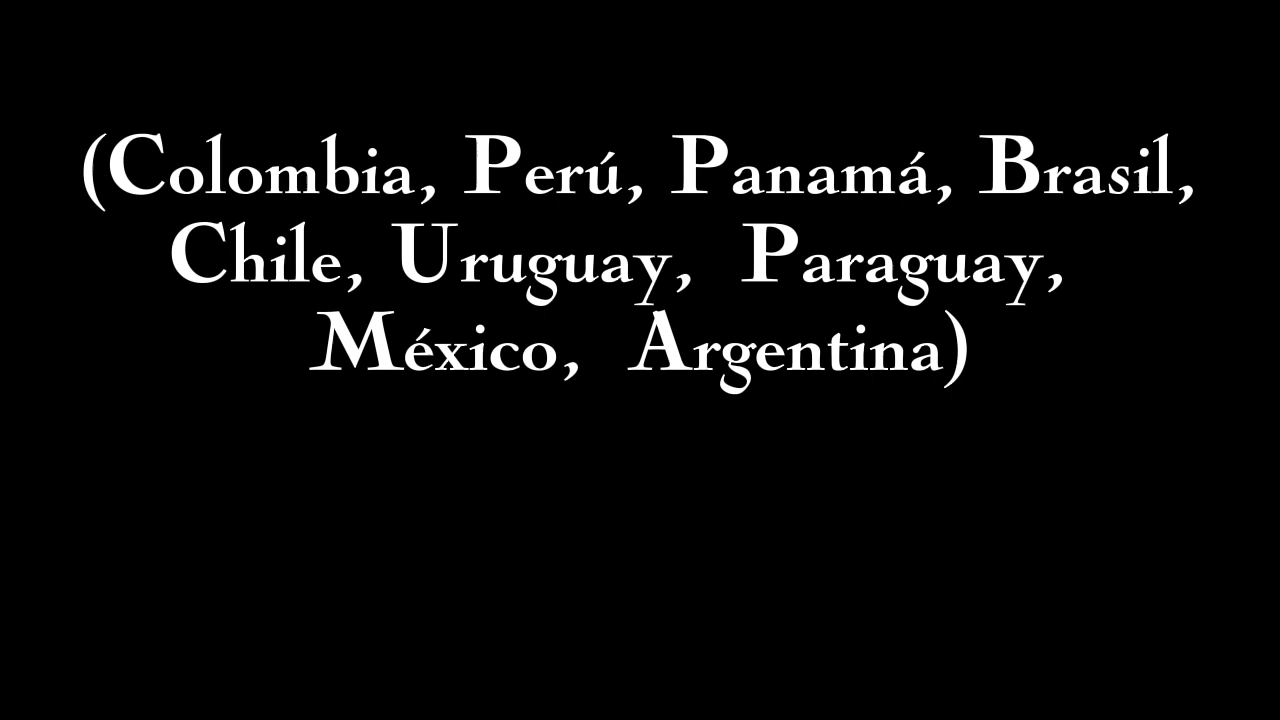 (Colombia, Perú, Panamá, Brasil,
Chile, Uruguay, Paraguay,
México, Argentina)